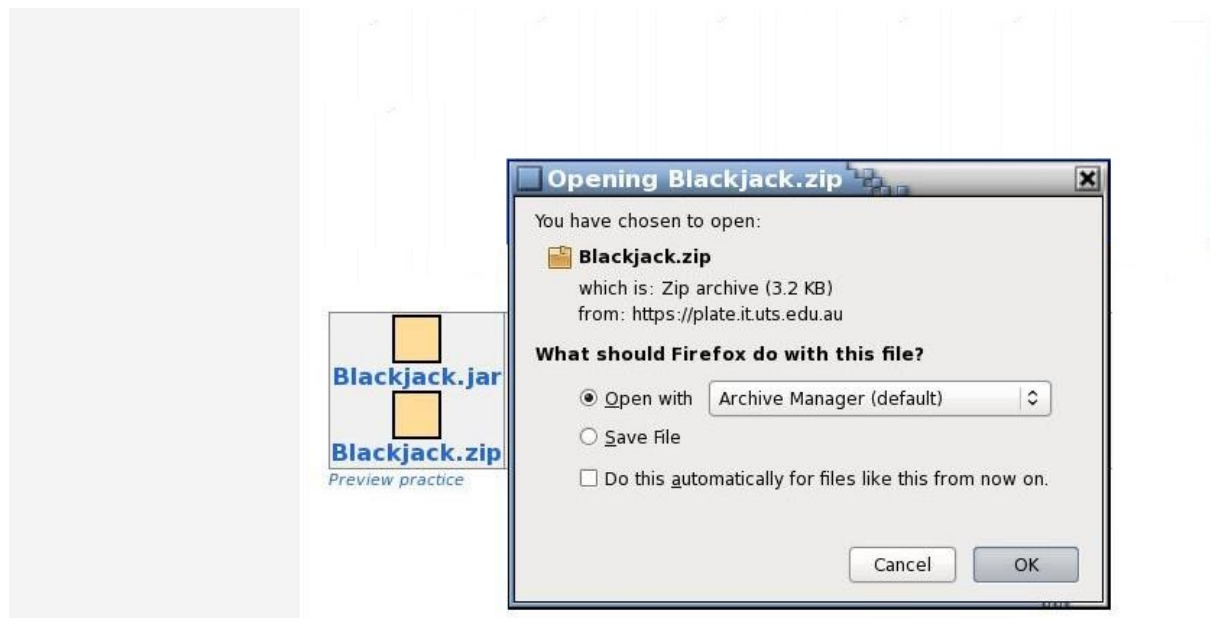 Opening Blackjack.zip
You have chosen to open:
Blackjack.zip
which is: Zip archive (3.2 KB)
from: https://plate.it.uts.edu.au
What should Firefox do with this file?
Open with Archive Manager (default)
Save File
Do this automatically for files like this from now on.
Cancel OK
Blackjack.jar
Blackjack.zip
Preview practice